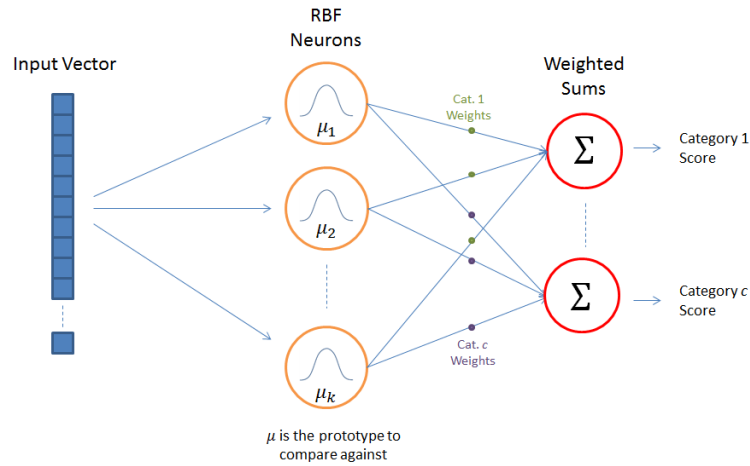 Input Vector
RBF
Neurons
μ₁
μ₂
μₖ
μ is the prototype to
compare against
Cat. 1
Weights
Cat. c
Weights
Weighted
Sums
Σ
Σ
Category 1
Score
Category c
Score